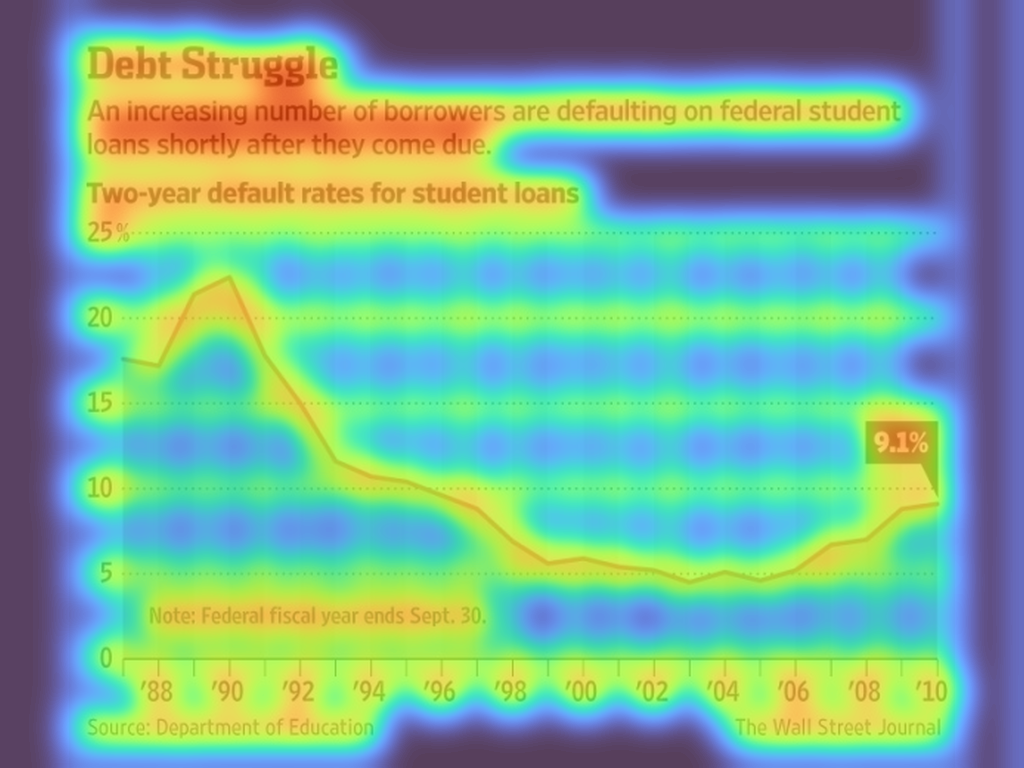 Debt Struggle
An increasing number of borrowers are defaulting on federal student
loans shortly after they come due.
Two-year default rates for student loans
25%
20
15
9.1%
10
5
Note: Federal fiscal year ends Sept. 30.
0
'88 '90 '92 '94 '96 '98 '00 '02 '04 '06 '08 '10
Source: Department of Education
The Wall Street Journal